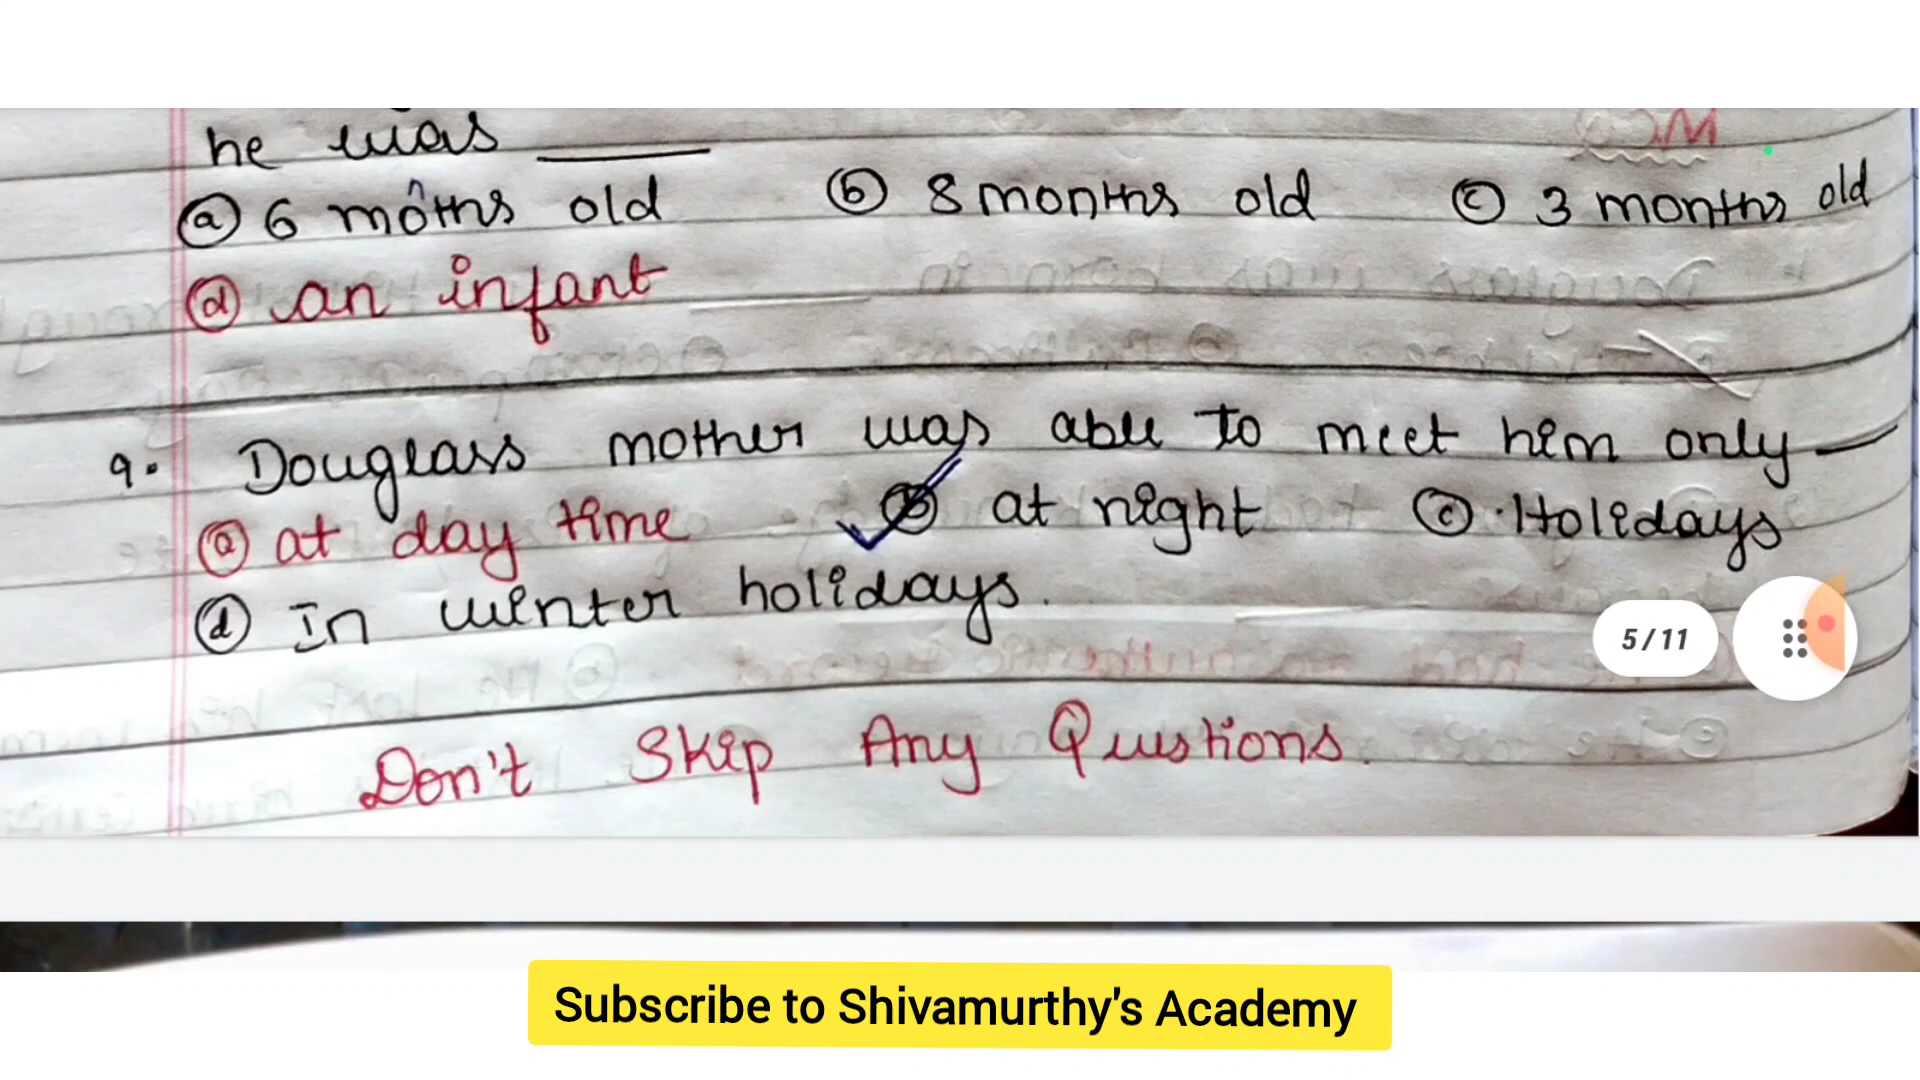 he was ____
ⓐ 6 moths old ⓑ 8 months old ⓒ 3 months old
ⓓ an infant
9. Douglass mother was able to meet him only —
ⓐ at day time ⓑ at night ⓒ Holidays
ⓓ In winter holidays.
5/11
Don't Skip Any Questions.
Subscribe to Shivamurthy's Academy